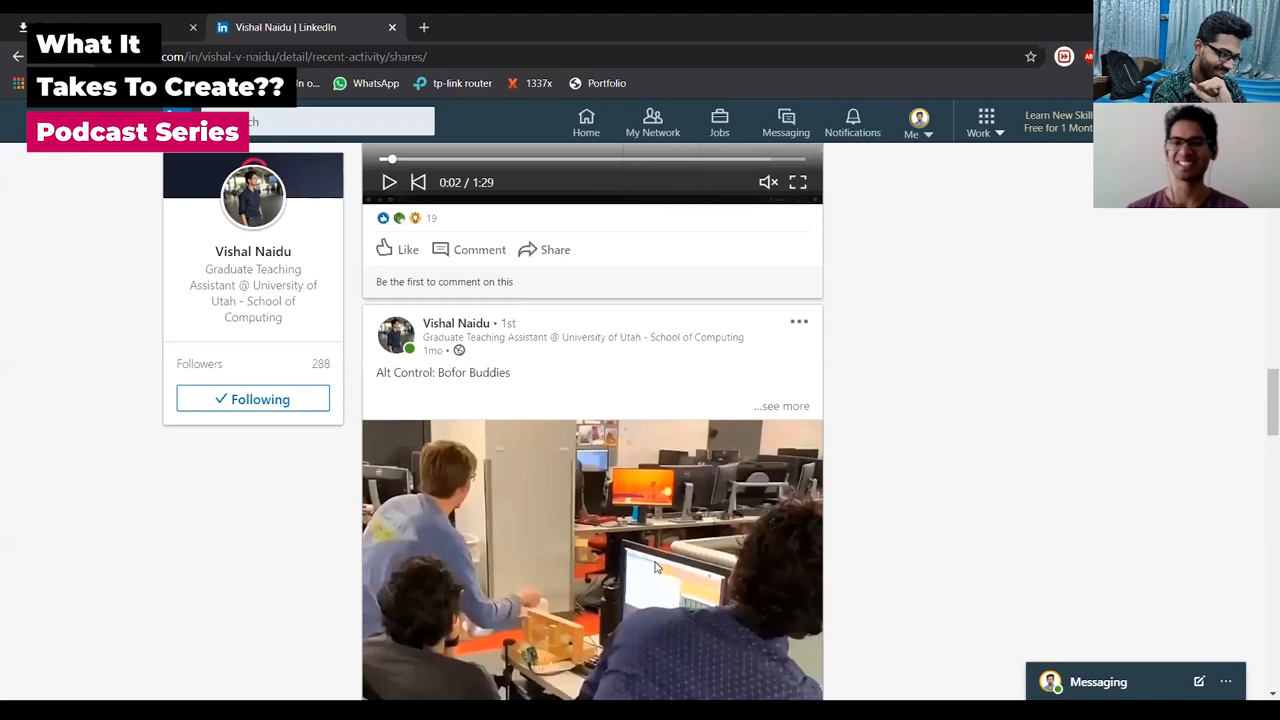 What It
Takes To Create??
Podcast Series
Vishal Naidu | LinkedIn
.com/in/vishal-v-naidu/detail/recent-activity/shares/
in o...
WhatsApp
tp-link router
1337x
Portfolio
Home
My Network
Jobs
Messaging
Notifications
Me
Work
Learn New Skil
Free for 1 Mont
Vishal Naidu
Graduate Teaching
Assistant @ University of
Utah - School of
Computing
Followers 288
Following
0:02 / 1:29
19
Like Comment Share
Be the first to comment on this
Vishal Naidu • 1st
Graduate Teaching Assistant @ University of Utah - School of Computing
1mo •
Alt Control: Bofor Buddies
...see more
Messaging